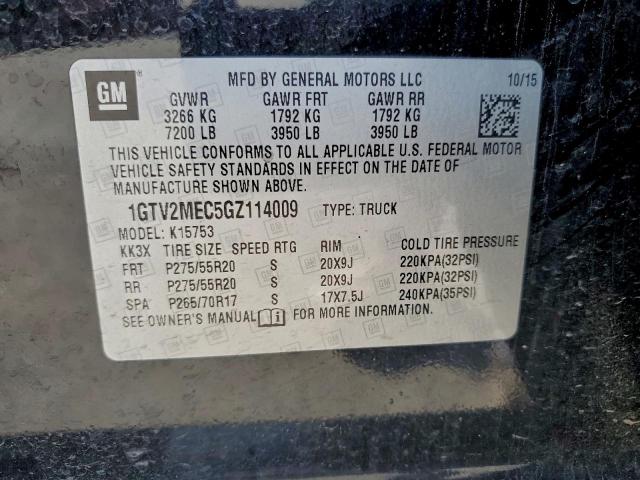 GM
MFD BY GENERAL MOTORS LLC 10/15
GVWR GAWR FRT GAWR RR
3266 KG 1792 KG 1792 KG
7200 LB 3950 LB 3950 LB
THIS VEHICLE CONFORMS TO ALL APPLICABLE U.S. FEDERAL MOTOR
VEHICLE SAFETY STANDARDS IN EFFECT ON THE DATE OF
MANUFACTURE SHOWN ABOVE.
1GTV2MEC5GZ114009 TYPE: TRUCK
MODEL: K15753
KK3X TIRE SIZE SPEED RTG RIM COLD TIRE PRESSURE
FRT P275/55R20 S 20X9J 220KPA(32PSI)
RR P275/55R20 S 20X9J 220KPA(32PSI)
SPA P265/70R17 S 17X7.5J 240KPA(35PSI)
SEE OWNER'S MANUAL FOR MORE INFORMATION.